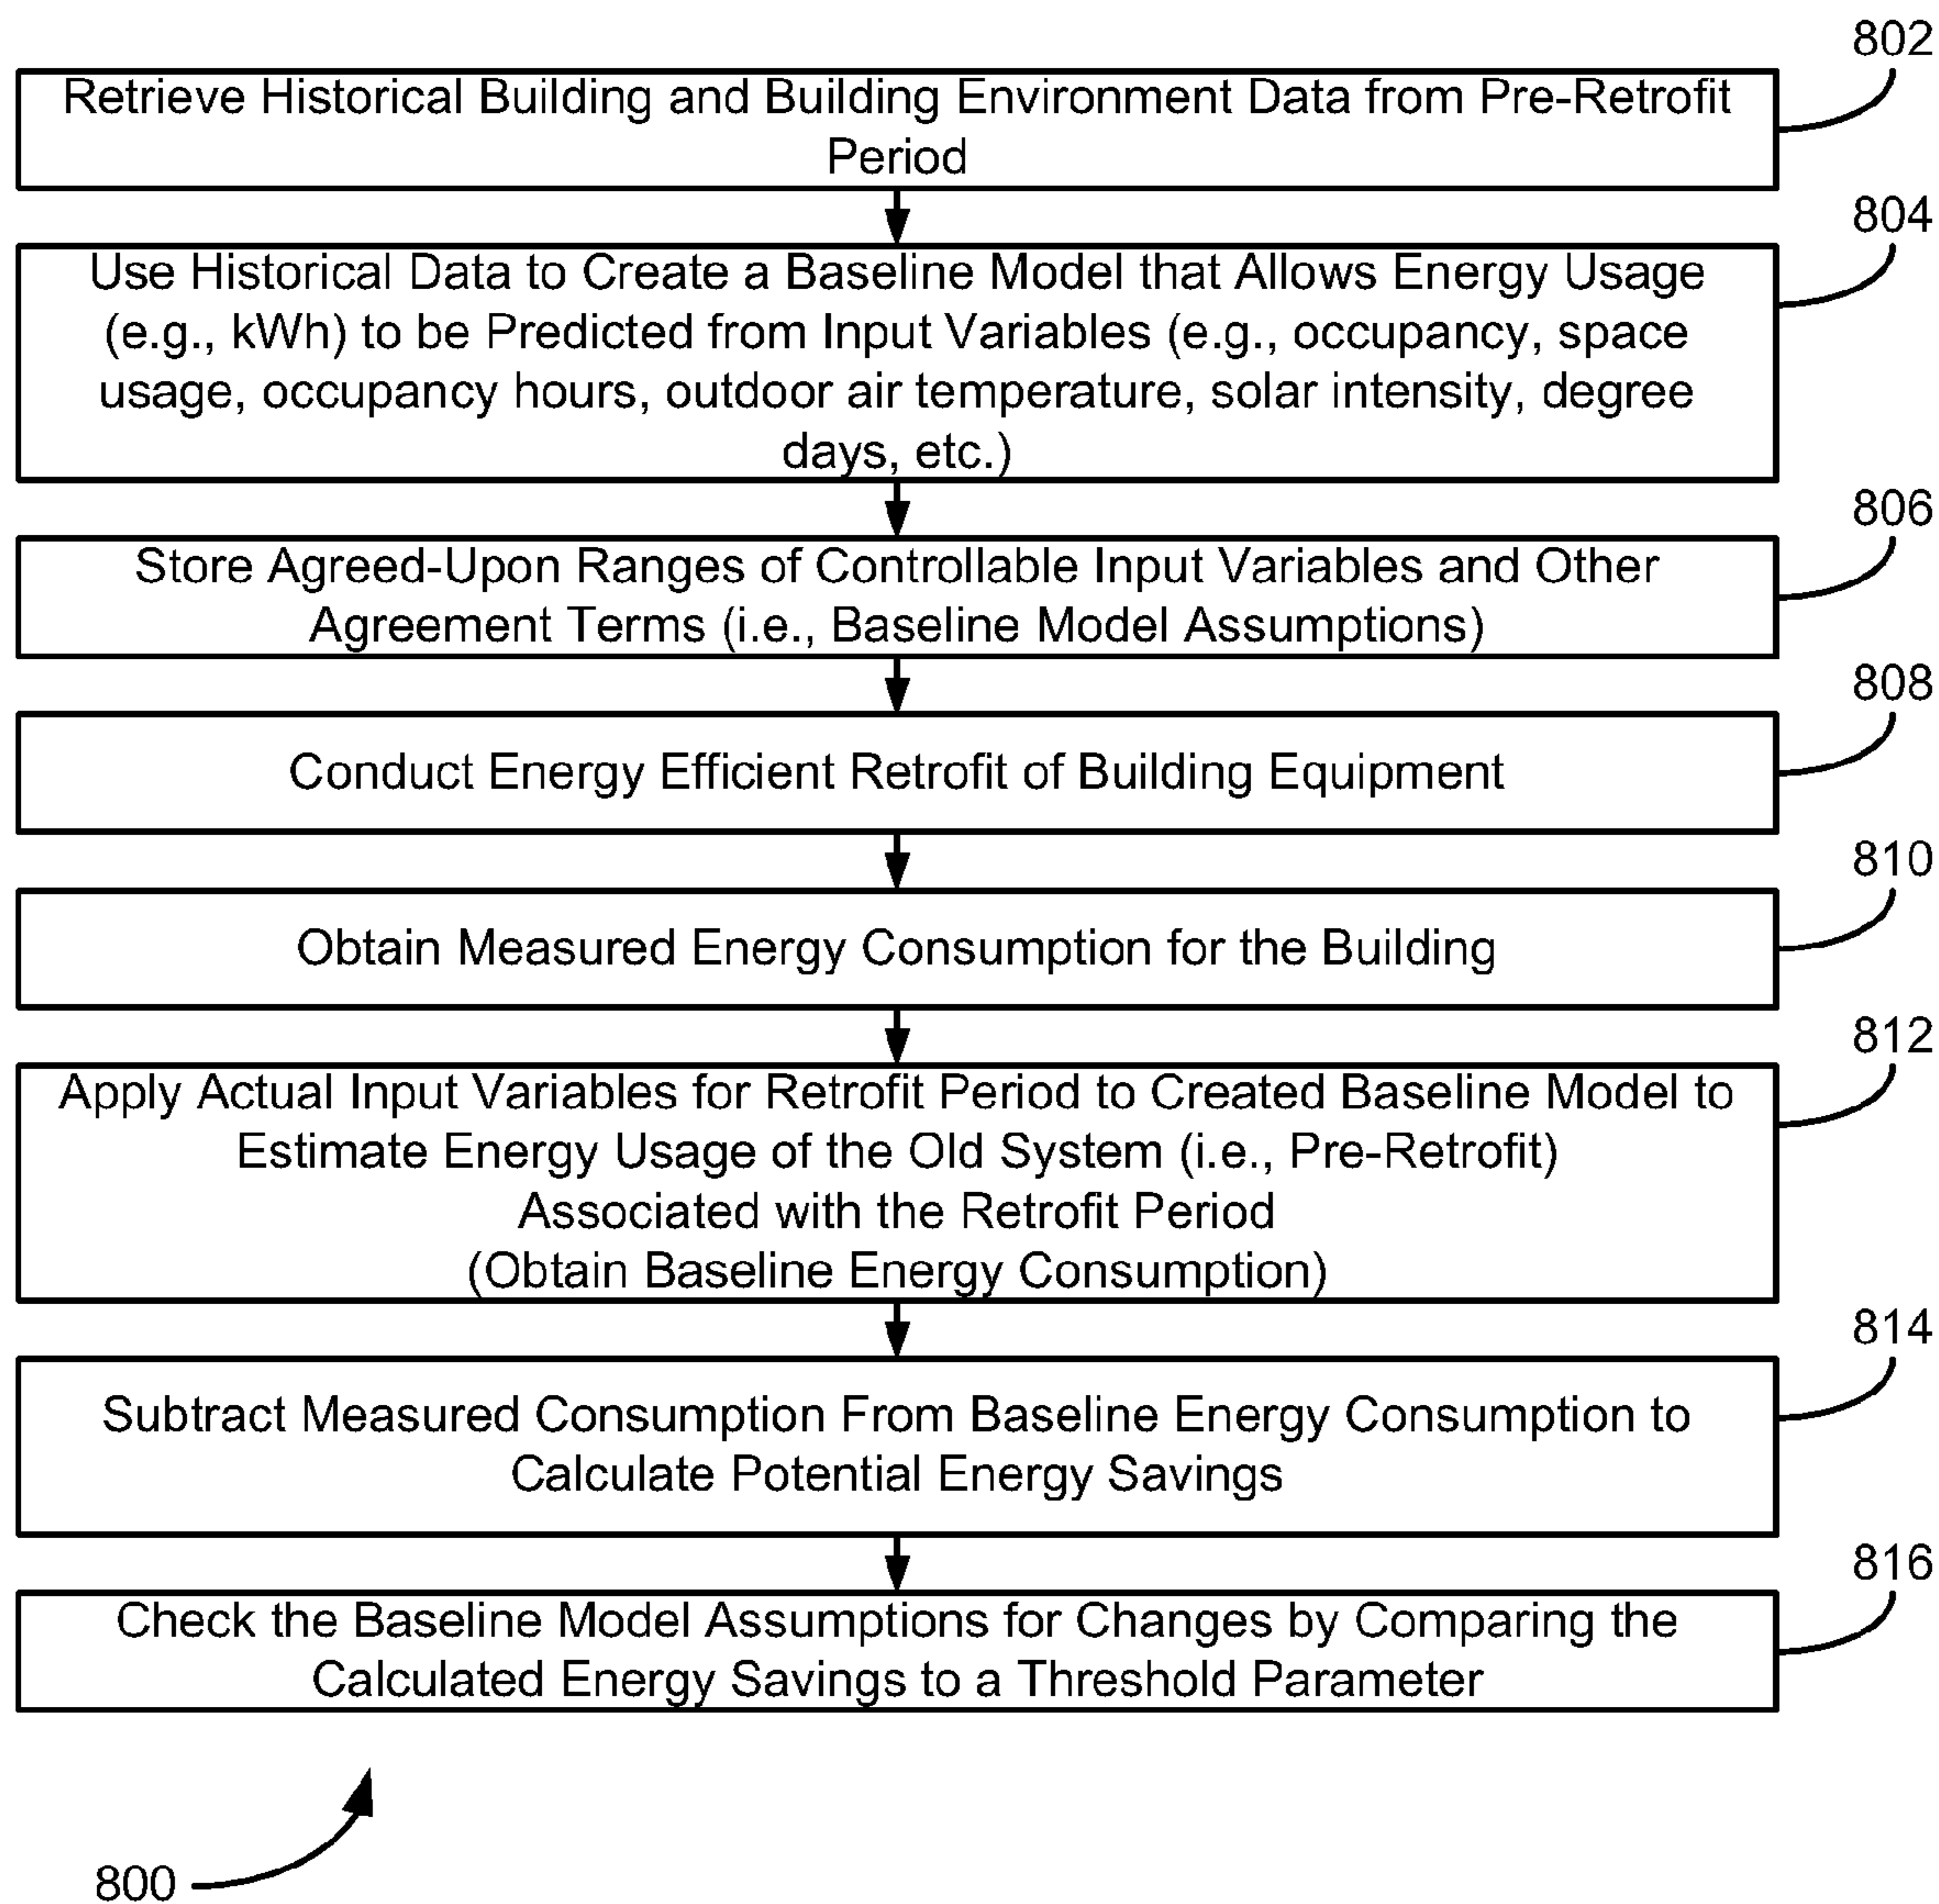 802
Retrieve Historical Building and Building Environment Data from Pre-Retrofit
Period
804
Use Historical Data to Create a Baseline Model that Allows Energy Usage
(e.g., kWh) to be Predicted from Input Variables (e.g., occupancy, space
usage, occupancy hours, outdoor air temperature, solar intensity, degree
days, etc.)
806
Store Agreed-Upon Ranges of Controllable Input Variables and Other
Agreement Terms (i.e., Baseline Model Assumptions)
808
Conduct Energy Efficient Retrofit of Building Equipment
810
Obtain Measured Energy Consumption for the Building
812
Apply Actual Input Variables for Retrofit Period to Created Baseline Model to
Estimate Energy Usage of the Old System (i.e., Pre-Retrofit)
Associated with the Retrofit Period
(Obtain Baseline Energy Consumption)
814
Subtract Measured Consumption From Baseline Energy Consumption to
Calculate Potential Energy Savings
816
Check the Baseline Model Assumptions for Changes by Comparing the
Calculated Energy Savings to a Threshold Parameter
800